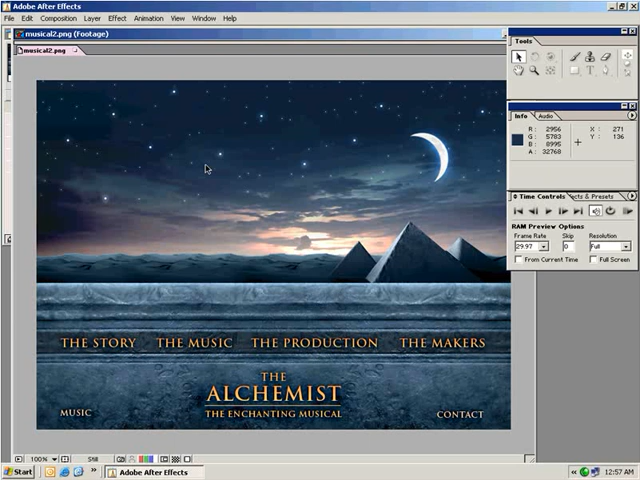 Adobe After Effects
File Edit Composition Layer Effect Animation View Window Help
musical2.png (Footage)
musical2.png
Tools
Info Audio
R: 2956
G: 5783
B: 8995
A: 32768
X: 271
Y: 136
Time Controls ects & Presets
RAM Preview Options
Frame Rate Skip Resolution
29.97 0 Full
From Current Time Full Screen
THE STORY THE MUSIC THE PRODUCTION THE MAKERS
THE
ALCHEMIST
THE ENCHANTING MUSICAL
MUSIC
CONTACT
100% Still
Start Adobe After Effects 12:57 AM